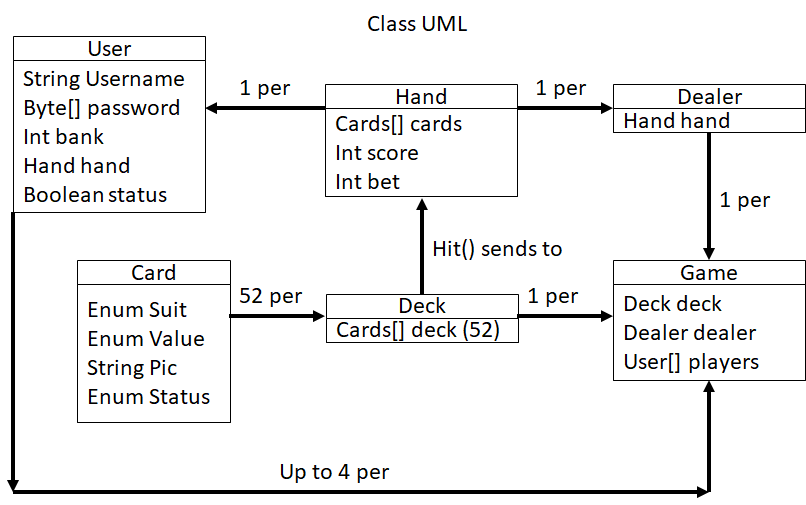 Class UML
User
String Username
Byte[] password
Int bank
Hand hand
Boolean status
1 per
Hand
Cards[] cards
Int score
Int bet
1 per
Dealer
Hand hand
1 per
Hit() sends to
Card
Enum Suit
Enum Value
String Pic
Enum Status
52 per
Deck
Cards[] deck (52)
1 per
Game
Deck deck
Dealer dealer
User[] players
Up to 4 per